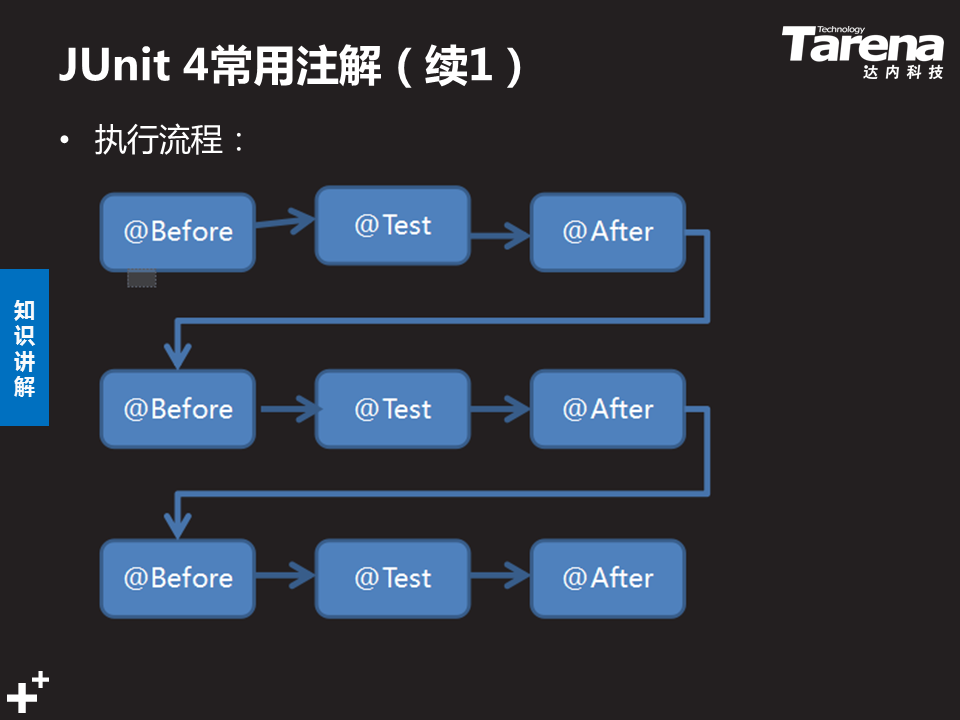 JUnit 4常用注解（续1）
Technology
Tarena
达内科技
• 执行流程：
@Before
@Test
@After
知识讲解
@Before
@Test
@After
@Before
@Test
@After